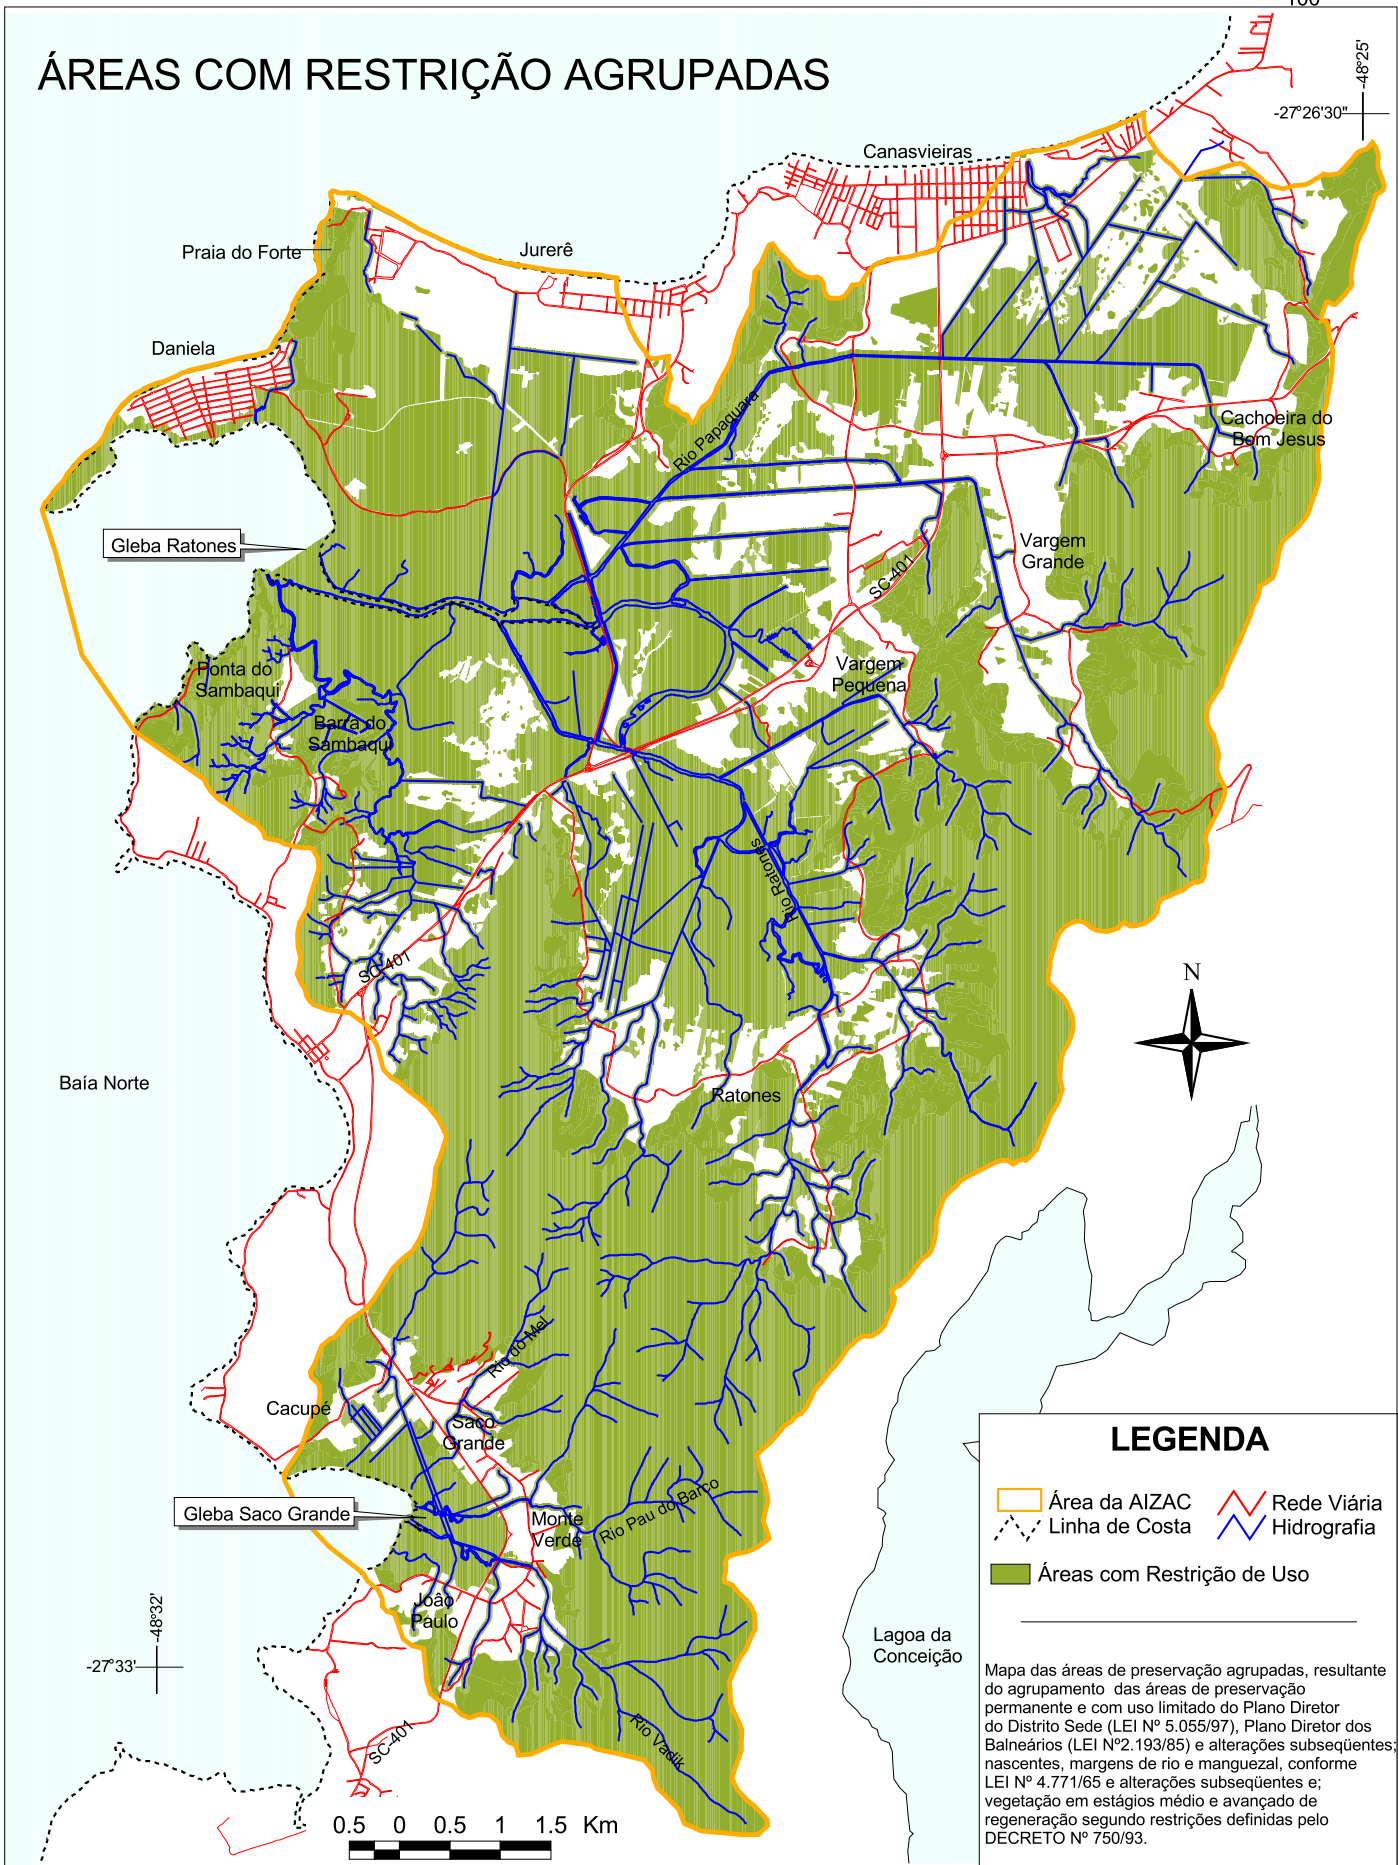 ÁREAS COM RESTRIÇÃO AGRUPADAS
-48°25'
-27°26'30"
Canasvieiras
Praia do Forte
Jurerê
Daniela
Rio Papaquara
Cachoeira do
Bom Jesus
Gleba Ratones
Vargem
Grande
SC-401
Ponta do
Sambaqui
Vargem
Pequena
Barra do
Sambaqui
Rio Ratones
SC-401
N
Baía Norte
Ratones
Rio do Mel
Cacupé
Saco
Grande
Gleba Saco Grande
Monte
Verde
Rio Pau do Barco
João
Paulo
-48°32'
-27°33'
Lagoa da
Conceição
SC-401
Rio Vadik
0.5 0 0.5 1 1.5 Km
LEGENDA
Área da AIZAC
Rede Viária
Linha de Costa
Hidrografia
Áreas com Restrição de Uso
Mapa das áreas de preservação agrupadas, resultante
do agrupamento das áreas de preservação
permanente e com uso limitado do Plano Diretor
do Distrito Sede (LEI Nº 5.055/97), Plano Diretor dos
Balneários (LEI Nº2.193/85) e alterações subseqüentes;
nascentes, margens de rio e manguezal, conforme
LEI Nº 4.771/65 e alterações subseqüentes e;
vegetação em estágios médio e avançado de
regeneração segundo restrições definidas pelo
DECRETO Nº 750/93.